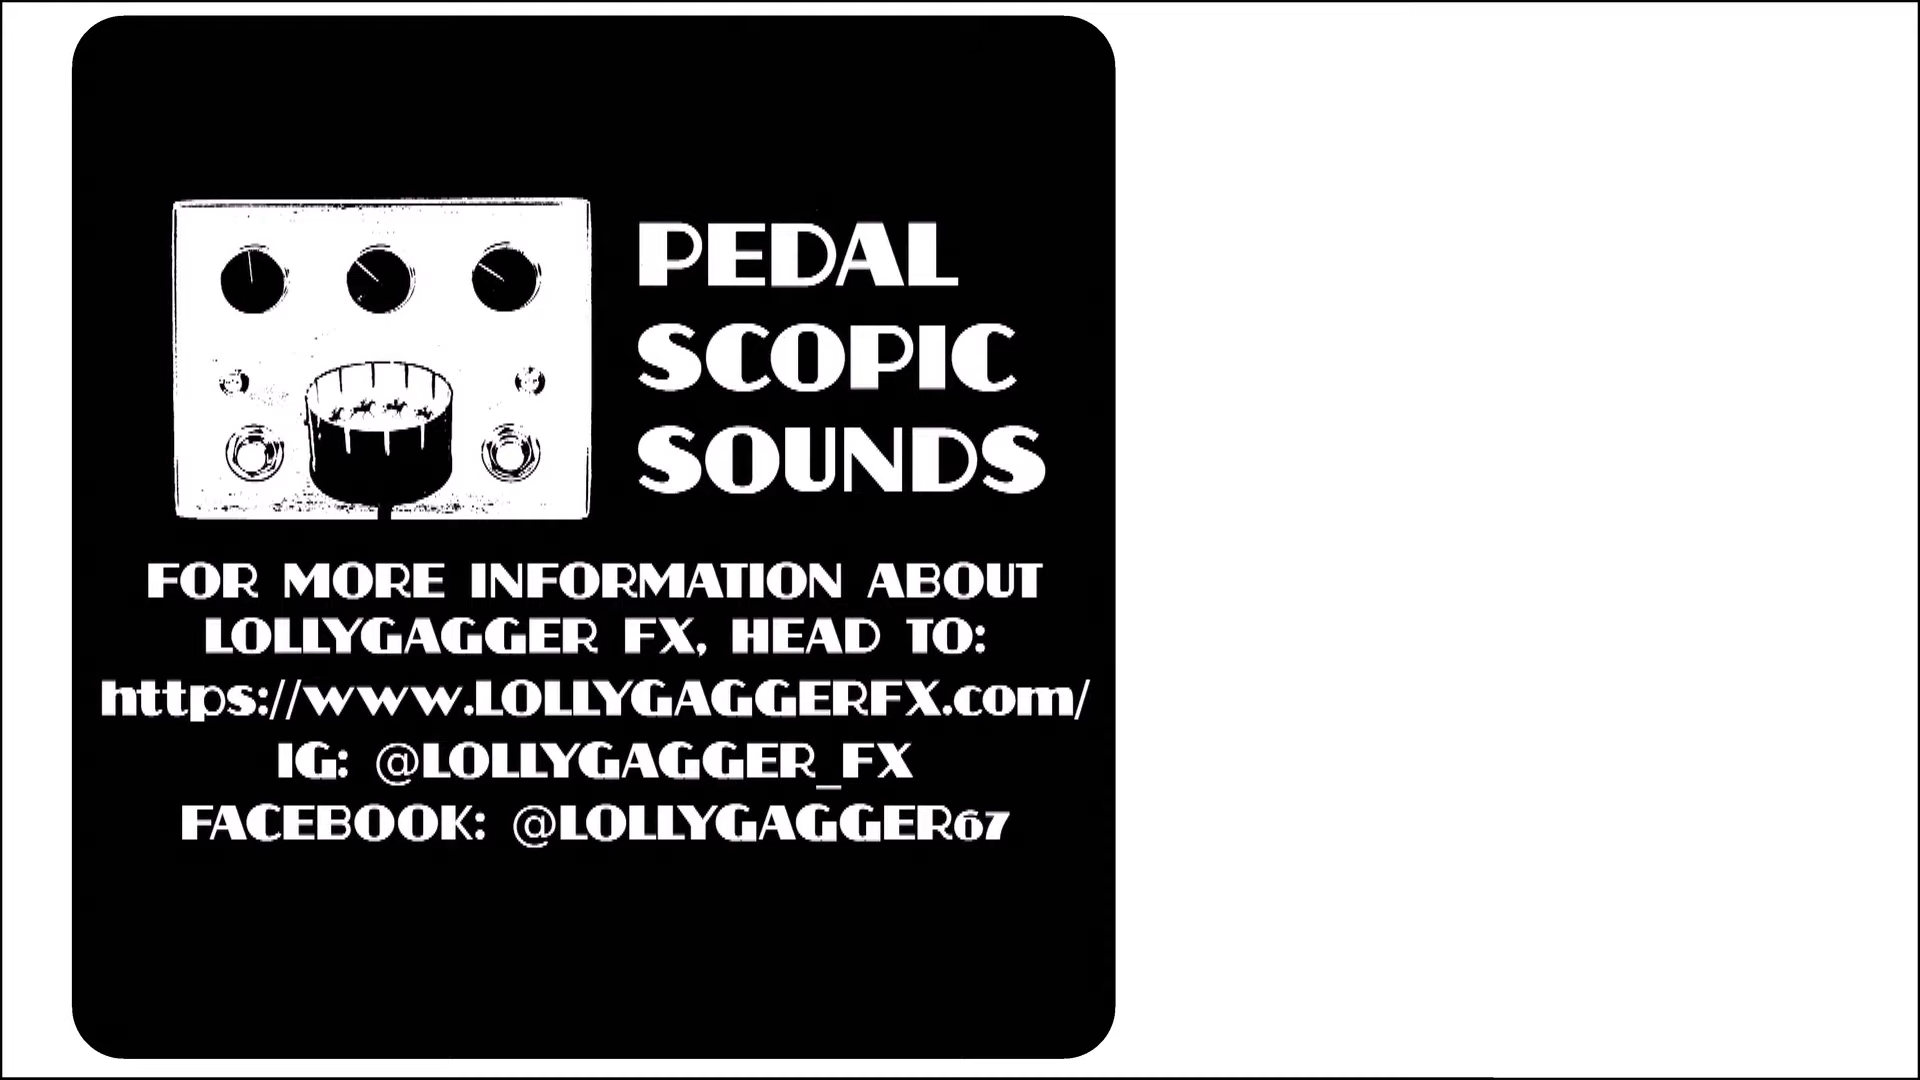 PEDAL
SCOPIC
SOUNDS
FOR MORE INFORMATION ABOUT
LOLLYGAGGER FX, HEAD TO:
https://www.LOLLYGAGGERFX.com/
IG: @LOLLYGAGGER_FX
FACEBOOK: @LOLLYGAGGER67